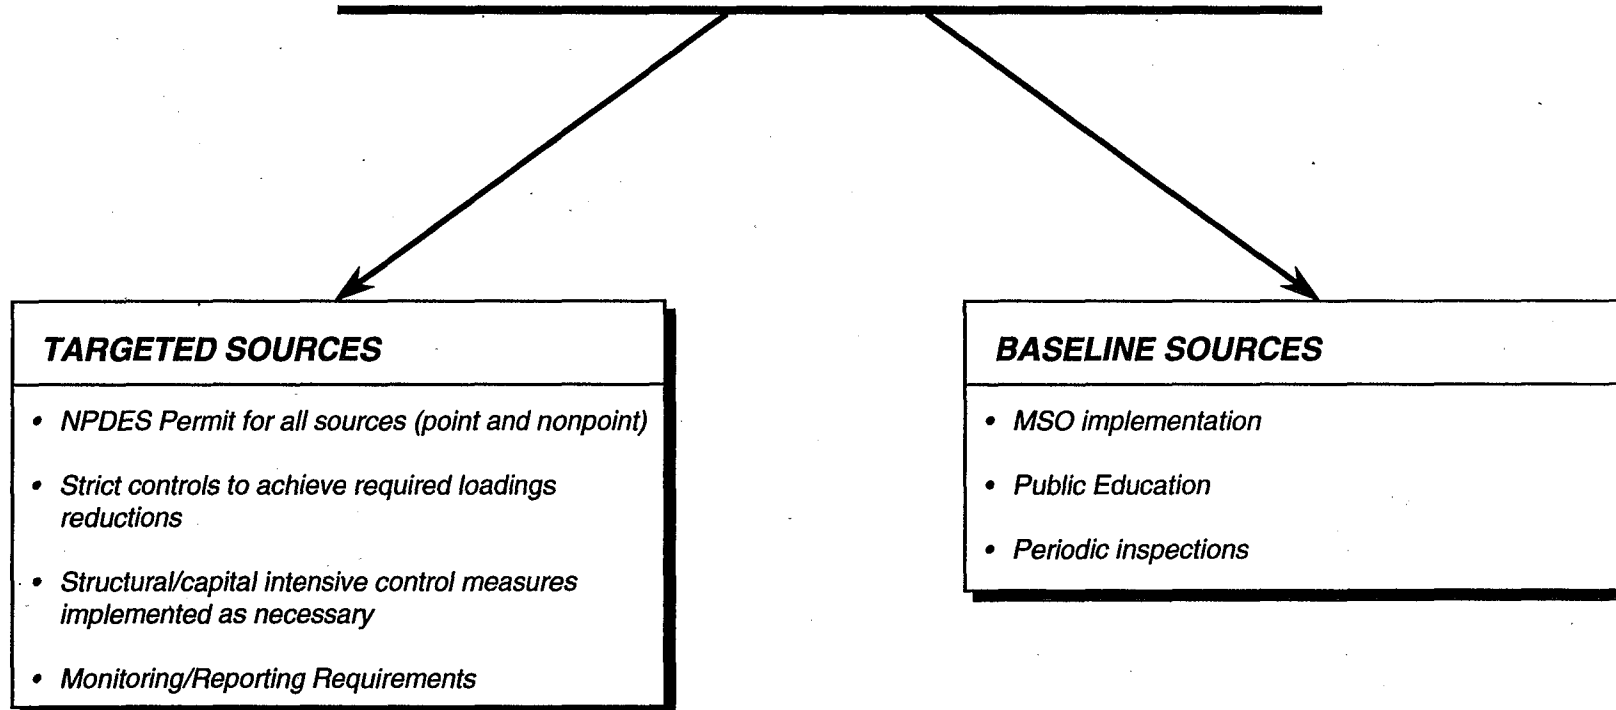 TARGETED SOURCES
• NPDES Permit for all sources (point and nonpoint)
• Strict controls to achieve required loadings
reductions
• Structural/capital intensive control measures
implemented as necessary
• Monitoring/Reporting Requirements
BASELINE SOURCES
• MSO implementation
• Public Education
• Periodic inspections